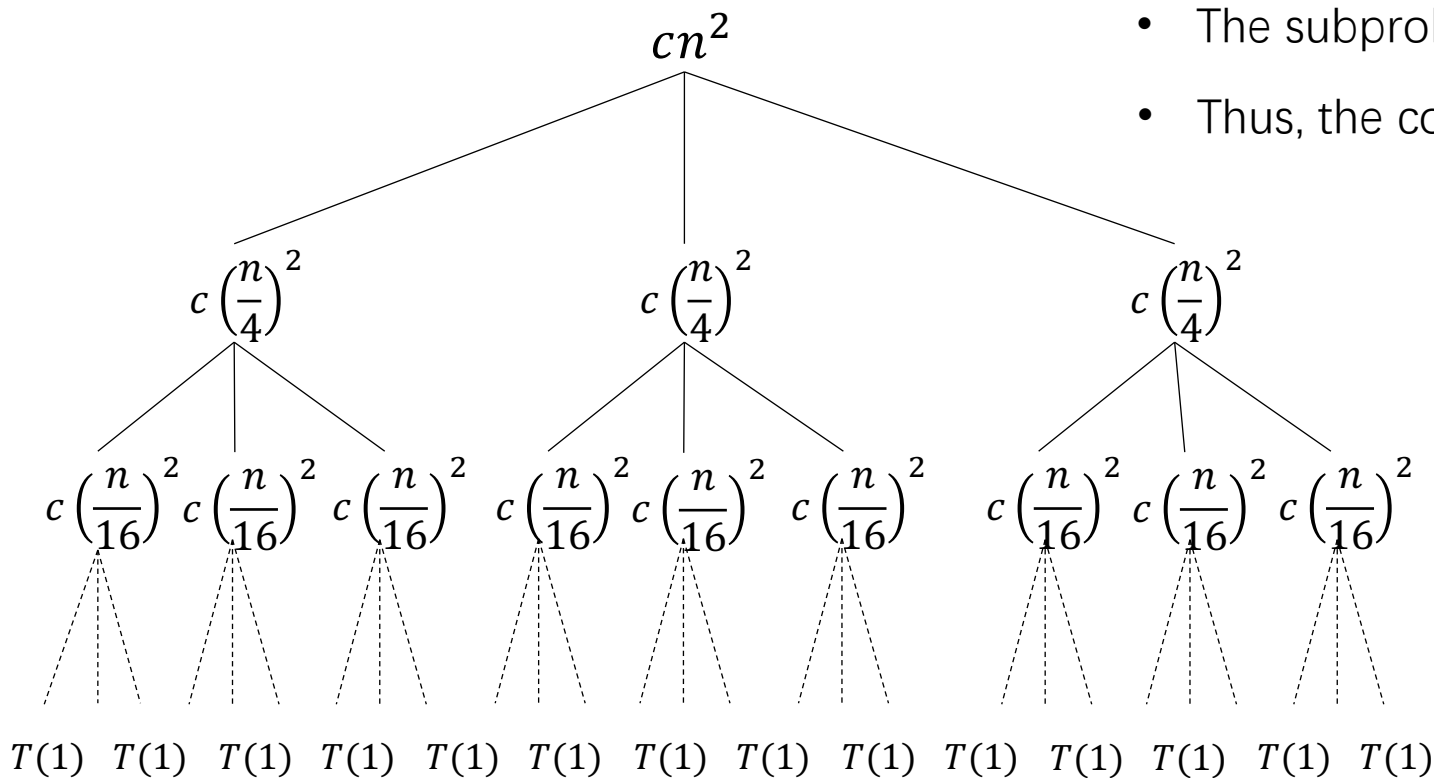 cn²
• The subprol
• Thus, the co
c(n/4)² c(n/4)² c(n/4)²
c(n/16)² c(n/16)² c(n/16)² c(n/16)² c(n/16)² c(n/16)² c(n/16)² c(n/16)² c(n/16)²
T(1) T(1) T(1) T(1) T(1) T(1) T(1) T(1) T(1) T(1) T(1) T(1) T(1) T(1)